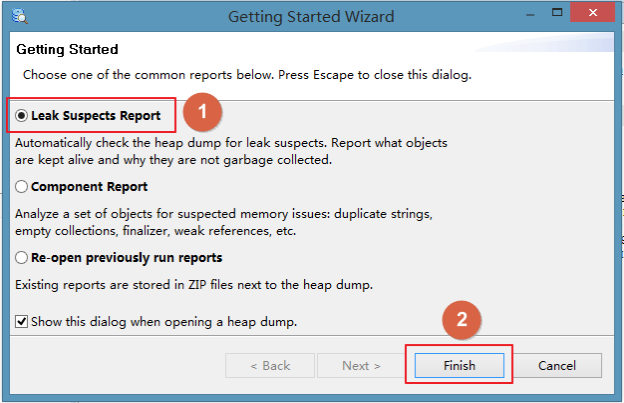 Getting Started Wizard
Getting Started
Choose one of the common reports below. Press Escape to close this dialog.
Leak Suspects Report
1
Automatically check the heap dump for leak suspects. Report what objects
are kept alive and why they are not garbage collected.
Component Report
Analyze a set of objects for suspected memory issues: duplicate strings,
empty collections, finalizer, weak references, etc.
Re-open previously run reports
Existing reports are stored in ZIP files next to the heap dump.
Show this dialog when opening a heap dump.
2
< Back Next > Finish Cancel